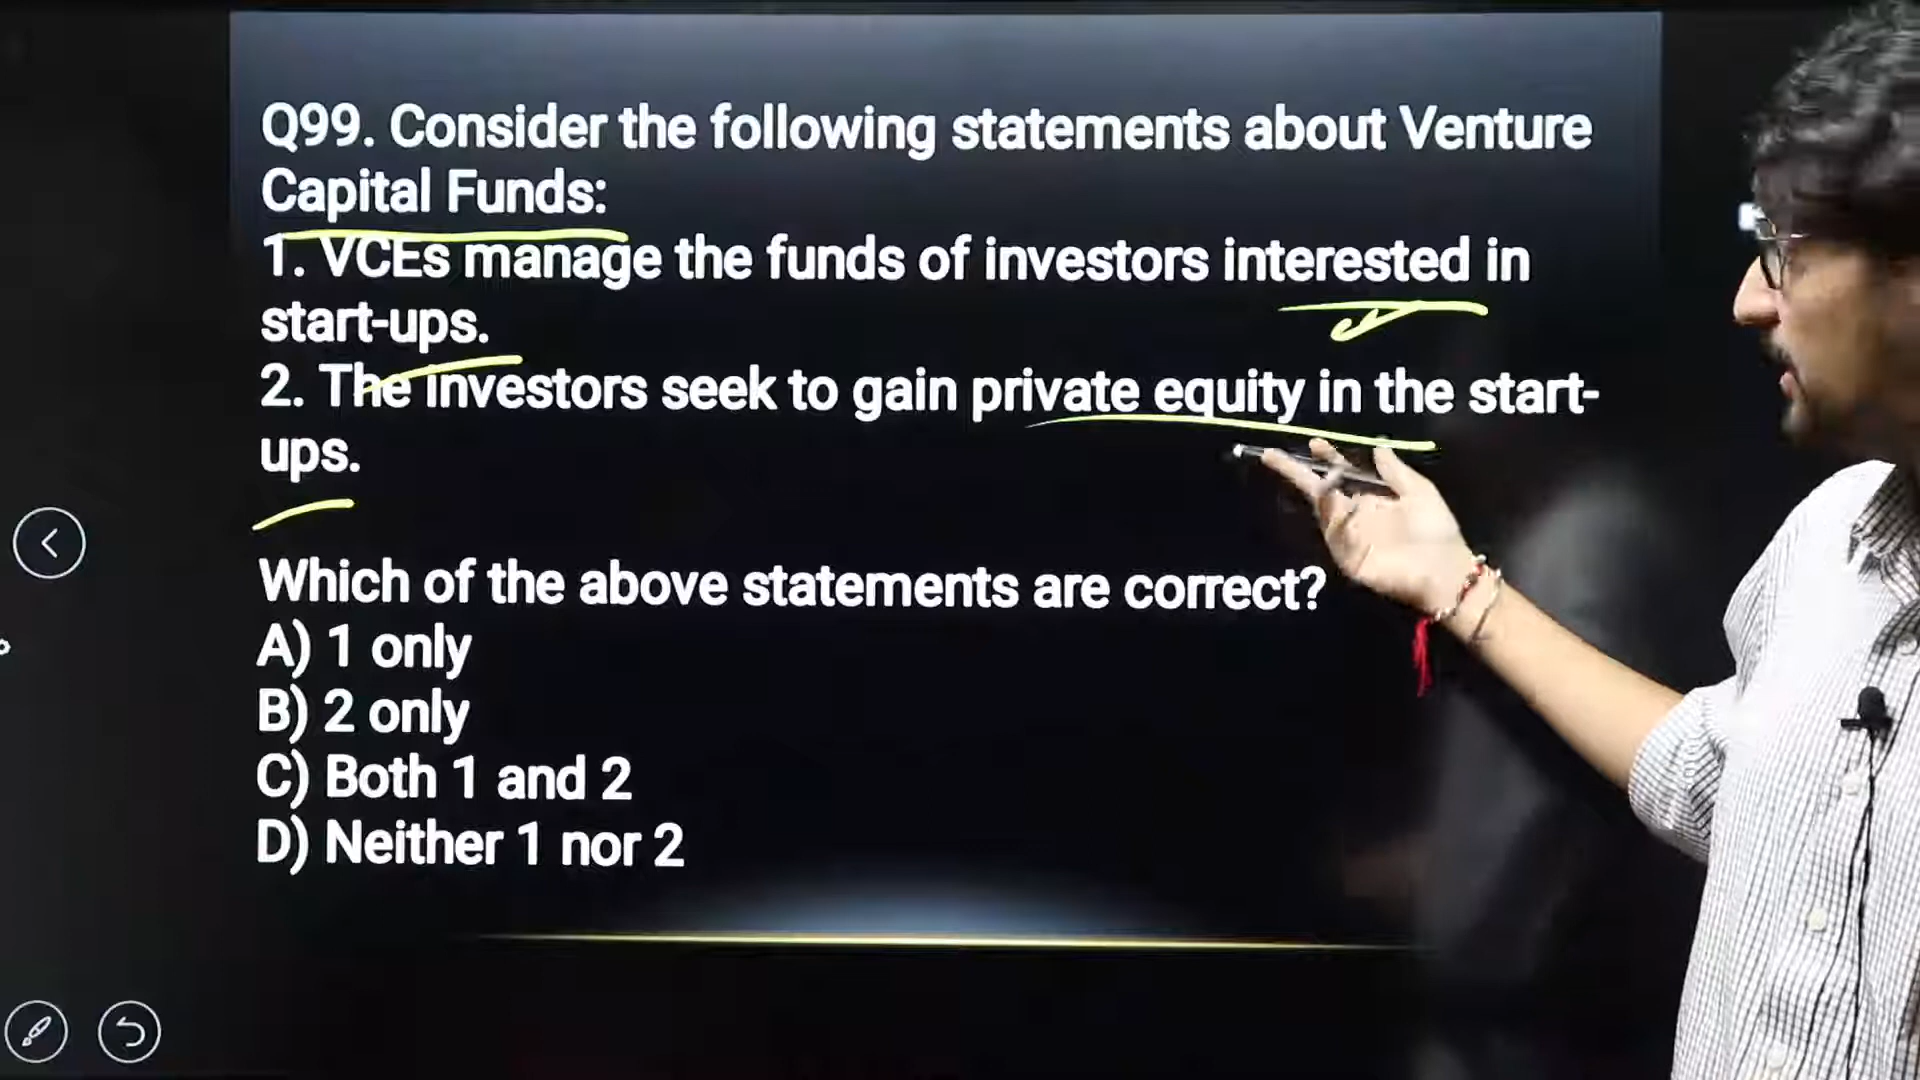 Q99. Consider the following statements about Venture
Capital Funds:
1. VCEs manage the funds of investors interested in
start-ups.
2. The investors seek to gain private equity in the start-
ups.
Which of the above statements are correct?
A) 1 only
B) 2 only
C) Both 1 and 2
D) Neither 1 nor 2